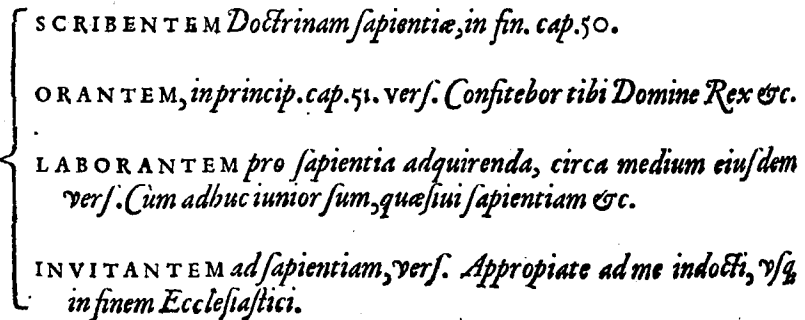 SCRIBENTEM Doctrinam ſapientiæ, in fin. cap. 50.
ORANTEM, in princip. cap. 51. verſ. Confitebor tibi Domine Rex &c.
LABORANTEM pro ſapientia adquirenda, circa medium eiuſdem
verſ. Cùm adhuc iunior ſum, quæſiui ſapientiam &c.
INVITANTEM ad ſapientiam, verſ. Appropiate ad me indocti, vſq;
in finem Eccleſiaſtici.